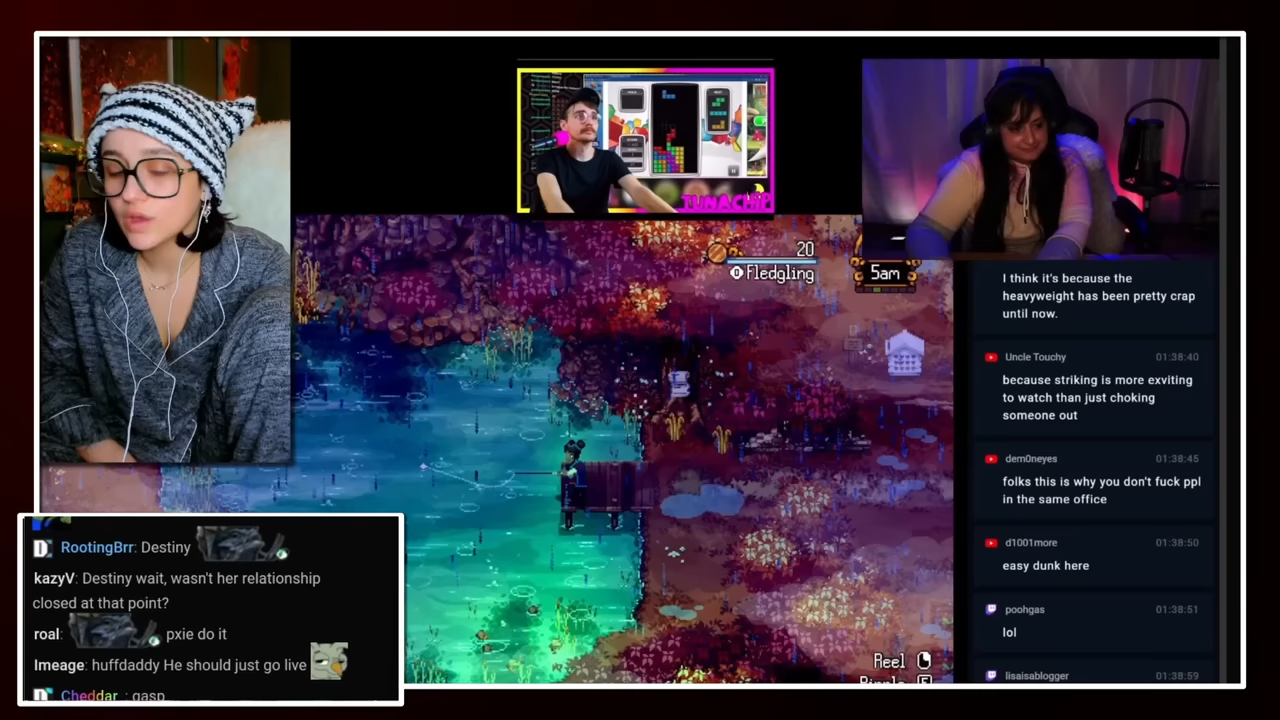 TUNACHIP
20
Fledgling
5am
I think it's because the
heavyweight has been pretty crap
until now.
Uncle Touchy 01:38:40
because striking is more exviting
to watch than just choking
someone out
dem0neyes 01:38:45
folks this is why you don't fuck ppl
in the same office
d1001more 01:38:50
easy dunk here
poohgas 01:38:51
lol
lisaisablogger 01:38:59
Reel
RootingBrr: Destiny
kazyV: Destiny wait, wasn't her relationship
closed at that point?
roal: pxie do it
Imeage: huffdaddy He should just go live
Cheddar_: gasp